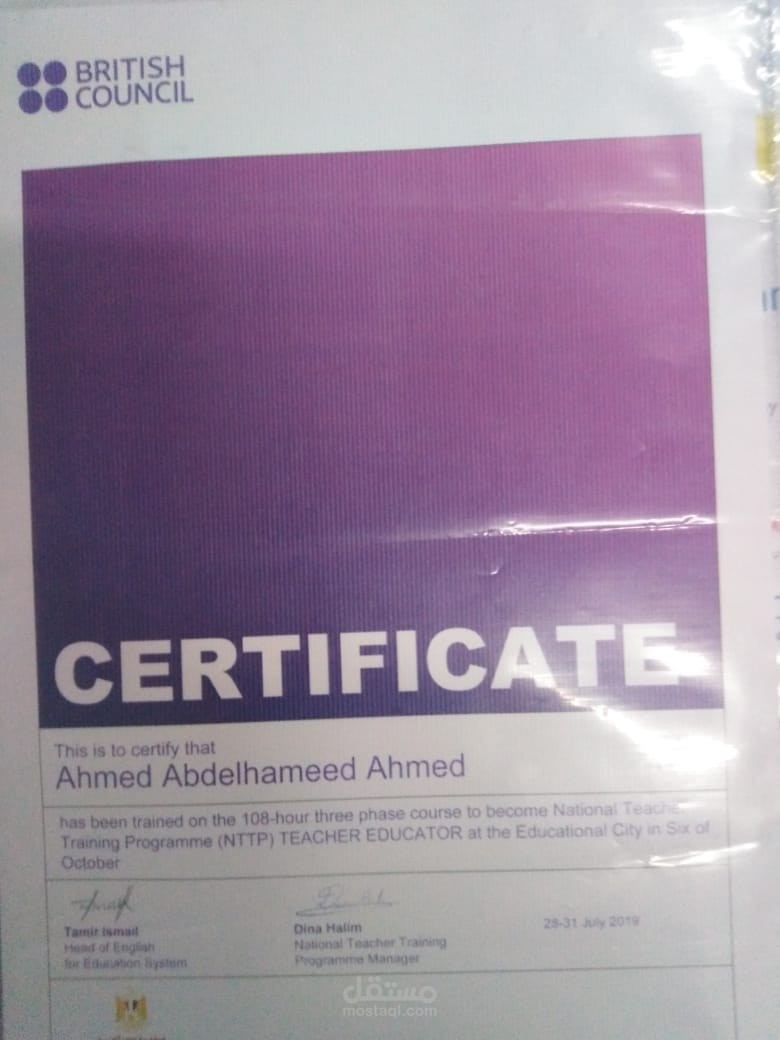 BRITISH
COUNCIL
CERTIFICATE
This is to certify that
Ahmed Abdelhameed Ahmed
has been trained on the 108-hour three phase course to become National Teacher
Training Programme (NTTP) TEACHER EDUCATOR at the Educational City in Six of
October
Tamir Ismail
Head of English
for Education System
Dina Halim
National Teacher Training
Programme Manager
28-31 July 2019
مستقل
mostaql.com